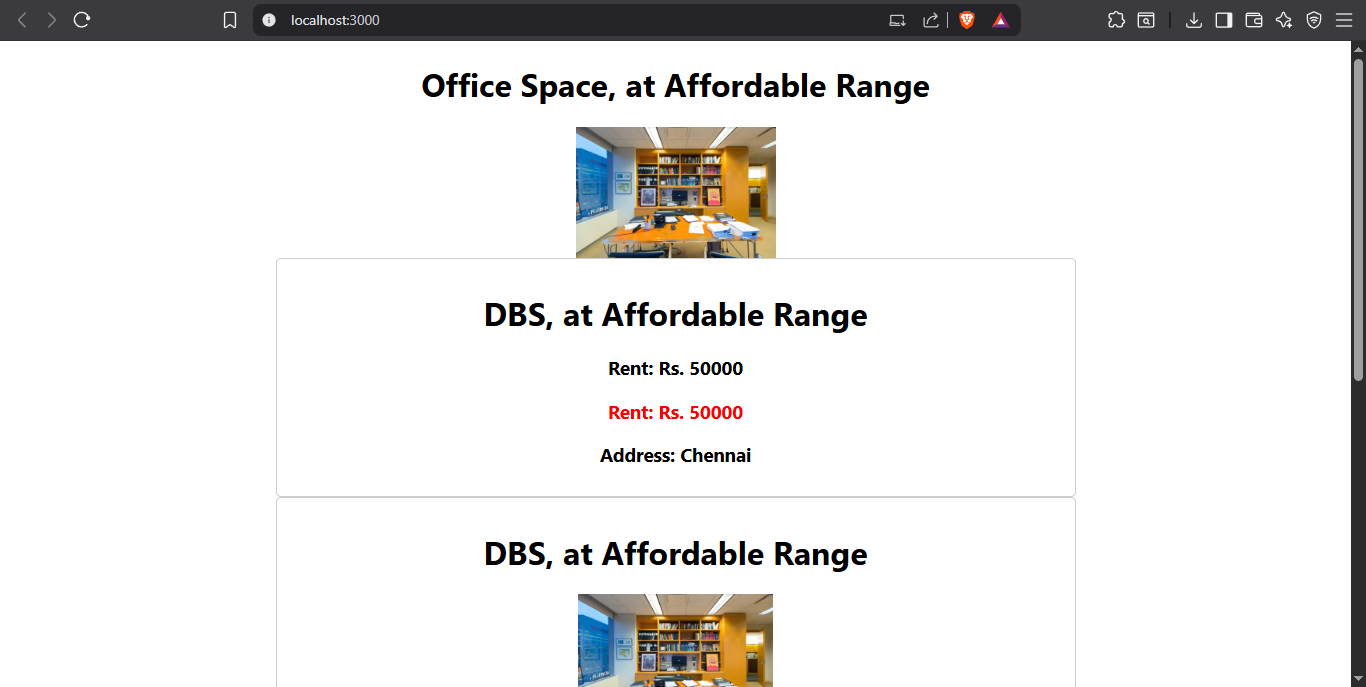 localhost:3000
Office Space, at Affordable Range
DBS, at Affordable Range
Rent: Rs. 50000
Rent: Rs. 50000
Address: Chennai
DBS, at Affordable Range